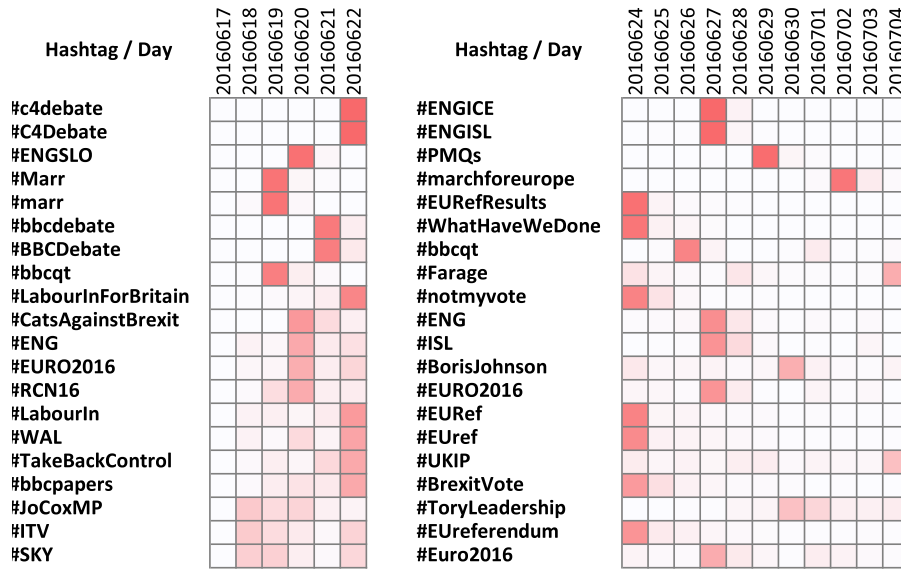 Hashtag / Day
20160617
20160618
20160619
20160620
20160621
20160622
#c4debate
#C4Debate
#ENGSLO
#Marr
#marr
#bbcdebate
#BBCDebate
#bbcqt
#LabourInForBritain
#CatsAgainstBrexit
#ENG
#EURO2016
#RCN16
#LabourIn
#WAL
#TakeBackControl
#bbcpapers
#JoCoxMP
#ITV
#SKY
Hashtag / Day
20160624
20160625
20160626
20160627
20160628
20160629
20160630
20160701
20160702
20160703
20160704
#ENGICE
#ENGISL
#PMQs
#marchforeurope
#EURefResults
#WhatHaveWeDone
#bbcqt
#Farage
#notmyvote
#ENG
#ISL
#BorisJohnson
#EURO2016
#EURef
#EUref
#UKIP
#BrexitVote
#ToryLeadership
#EUreferendum
#Euro2016